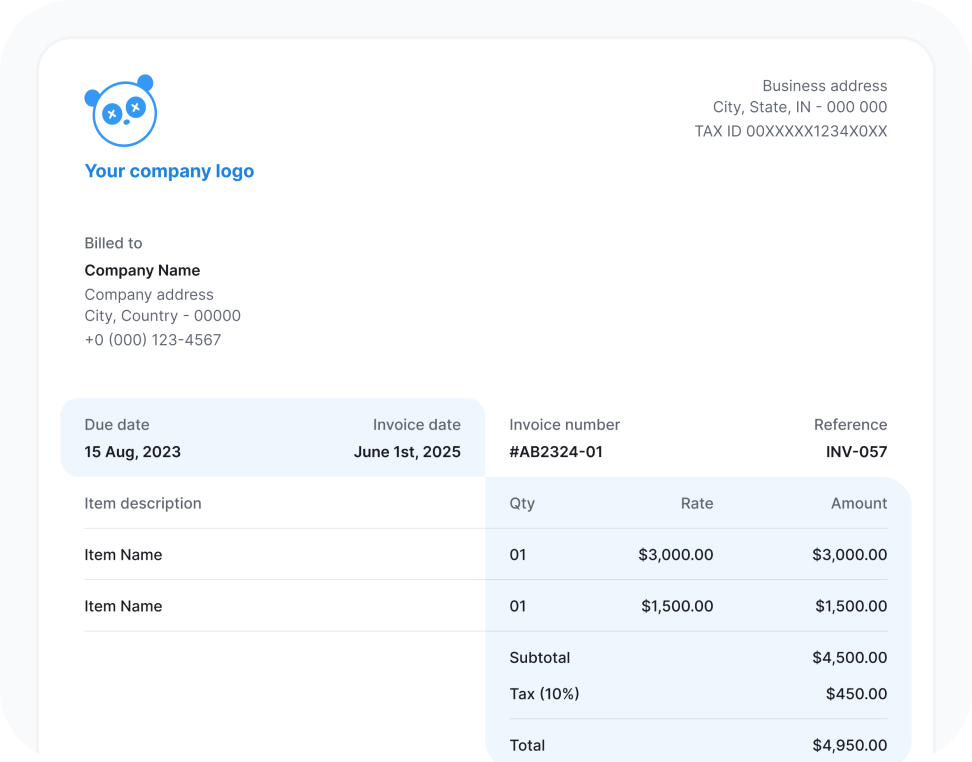 Business address
City, State, IN - 000 000
TAX ID 00XXXXX1234X0XX
Your company logo
Billed to
Company Name
Company address
City, Country - 00000
+0 (000) 123-4567
Due date Invoice date Invoice number Reference
15 Aug, 2023 June 1st, 2025 #AB2324-01 INV-057
Item description Qty Rate Amount
Item Name 01 $3,000.00 $3,000.00
Item Name 01 $1,500.00 $1,500.00
Subtotal $4,500.00
Tax (10%) $450.00
Total $4,950.00